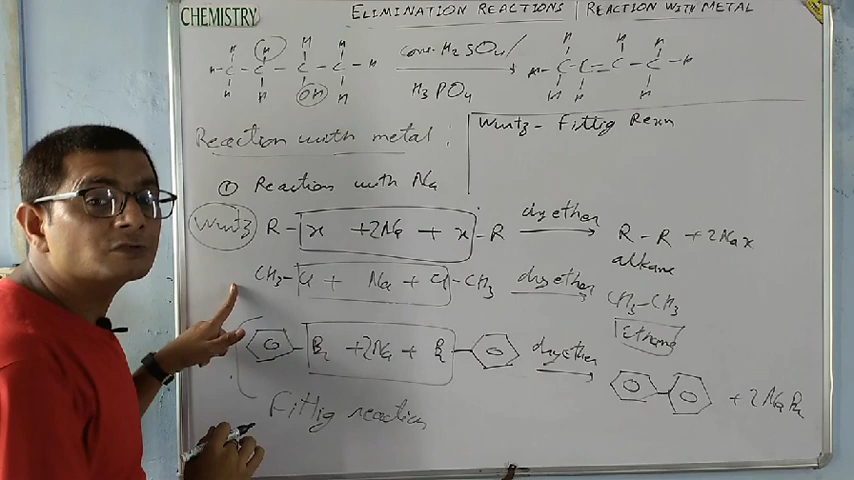 CHEMISTRY
ELIMINATION REACTIONS | REACTION WITH METAL
H H H H
H-C-C-C-C-H conc. H2SO4/ H-C-C=C-C-H
H H OH H H3PO4 H H H
Reaction with metal :
Wurtz - Fittig Rexn
① Reaction with Na
Wurtz R - x + 2Na + x - R dry ether R - R + 2Nax
alkane
CH3-Cl + Na + Cl-CH3 dry ether CH3-CH3
Ethane
Br + 2Na + Br dry ether + 2NaBr
Fittig reaction